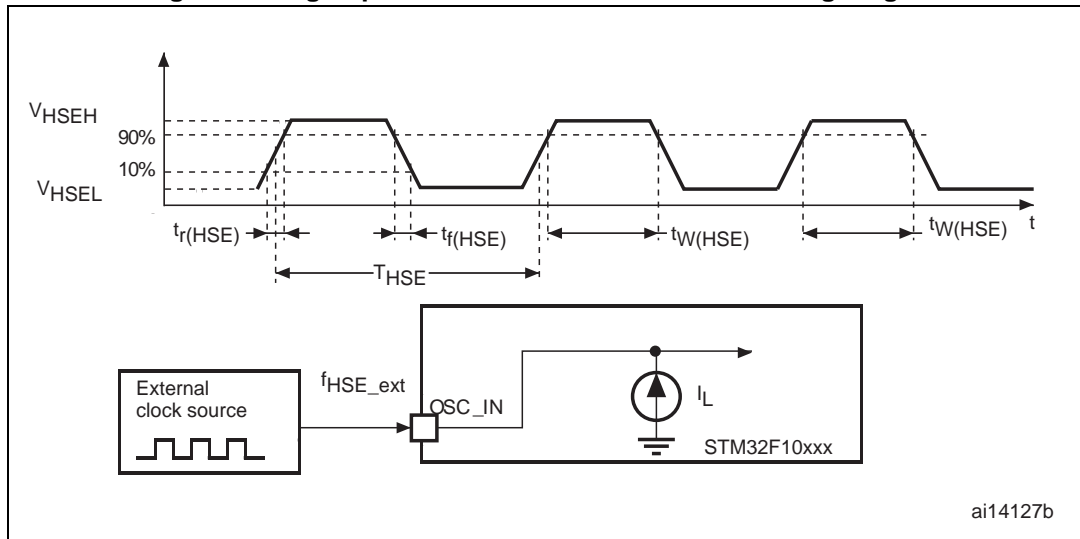 VHSEH
90%
10%
VHSEL
tr(HSE)
tf(HSE)
tW(HSE)
tW(HSE)
t
THSE
External
clock source
fHSE_ext
OSC_IN
IL
STM32F10xxx
ai14127b